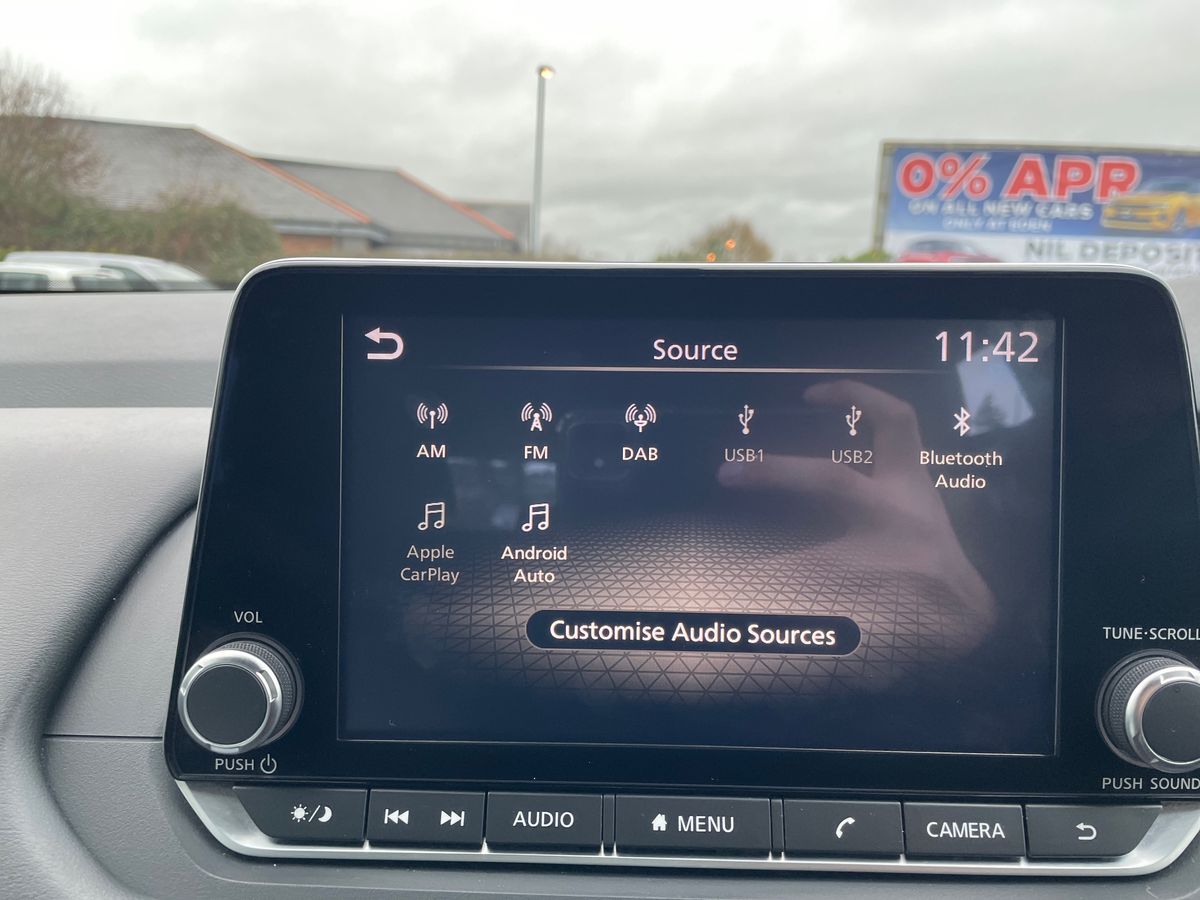 0% APR
ON ALL NEW CARS
NIL DEPOSIT
Source
11:42
AM
FM
DAB
USB1
USB2
Bluetooth
Audio
Apple
CarPlay
Android
Auto
Customise Audio Sources
VOL
PUSH
TUNE·SCROLL
PUSH SOUND
AUDIO
MENU
CAMERA